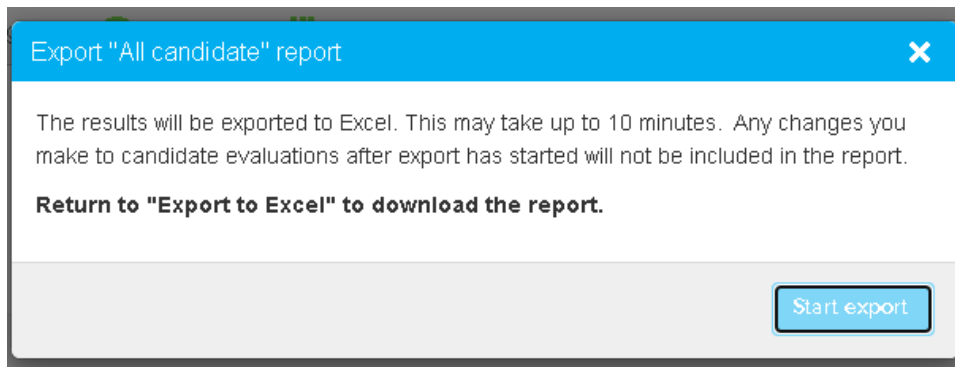 Export "All candidate" report
The results will be exported to Excel. This may take up to 10 minutes.  Any changes you
make to candidate evaluations after export has started will not be included in the report.
Return to "Export to Excel" to download the report.
Start export